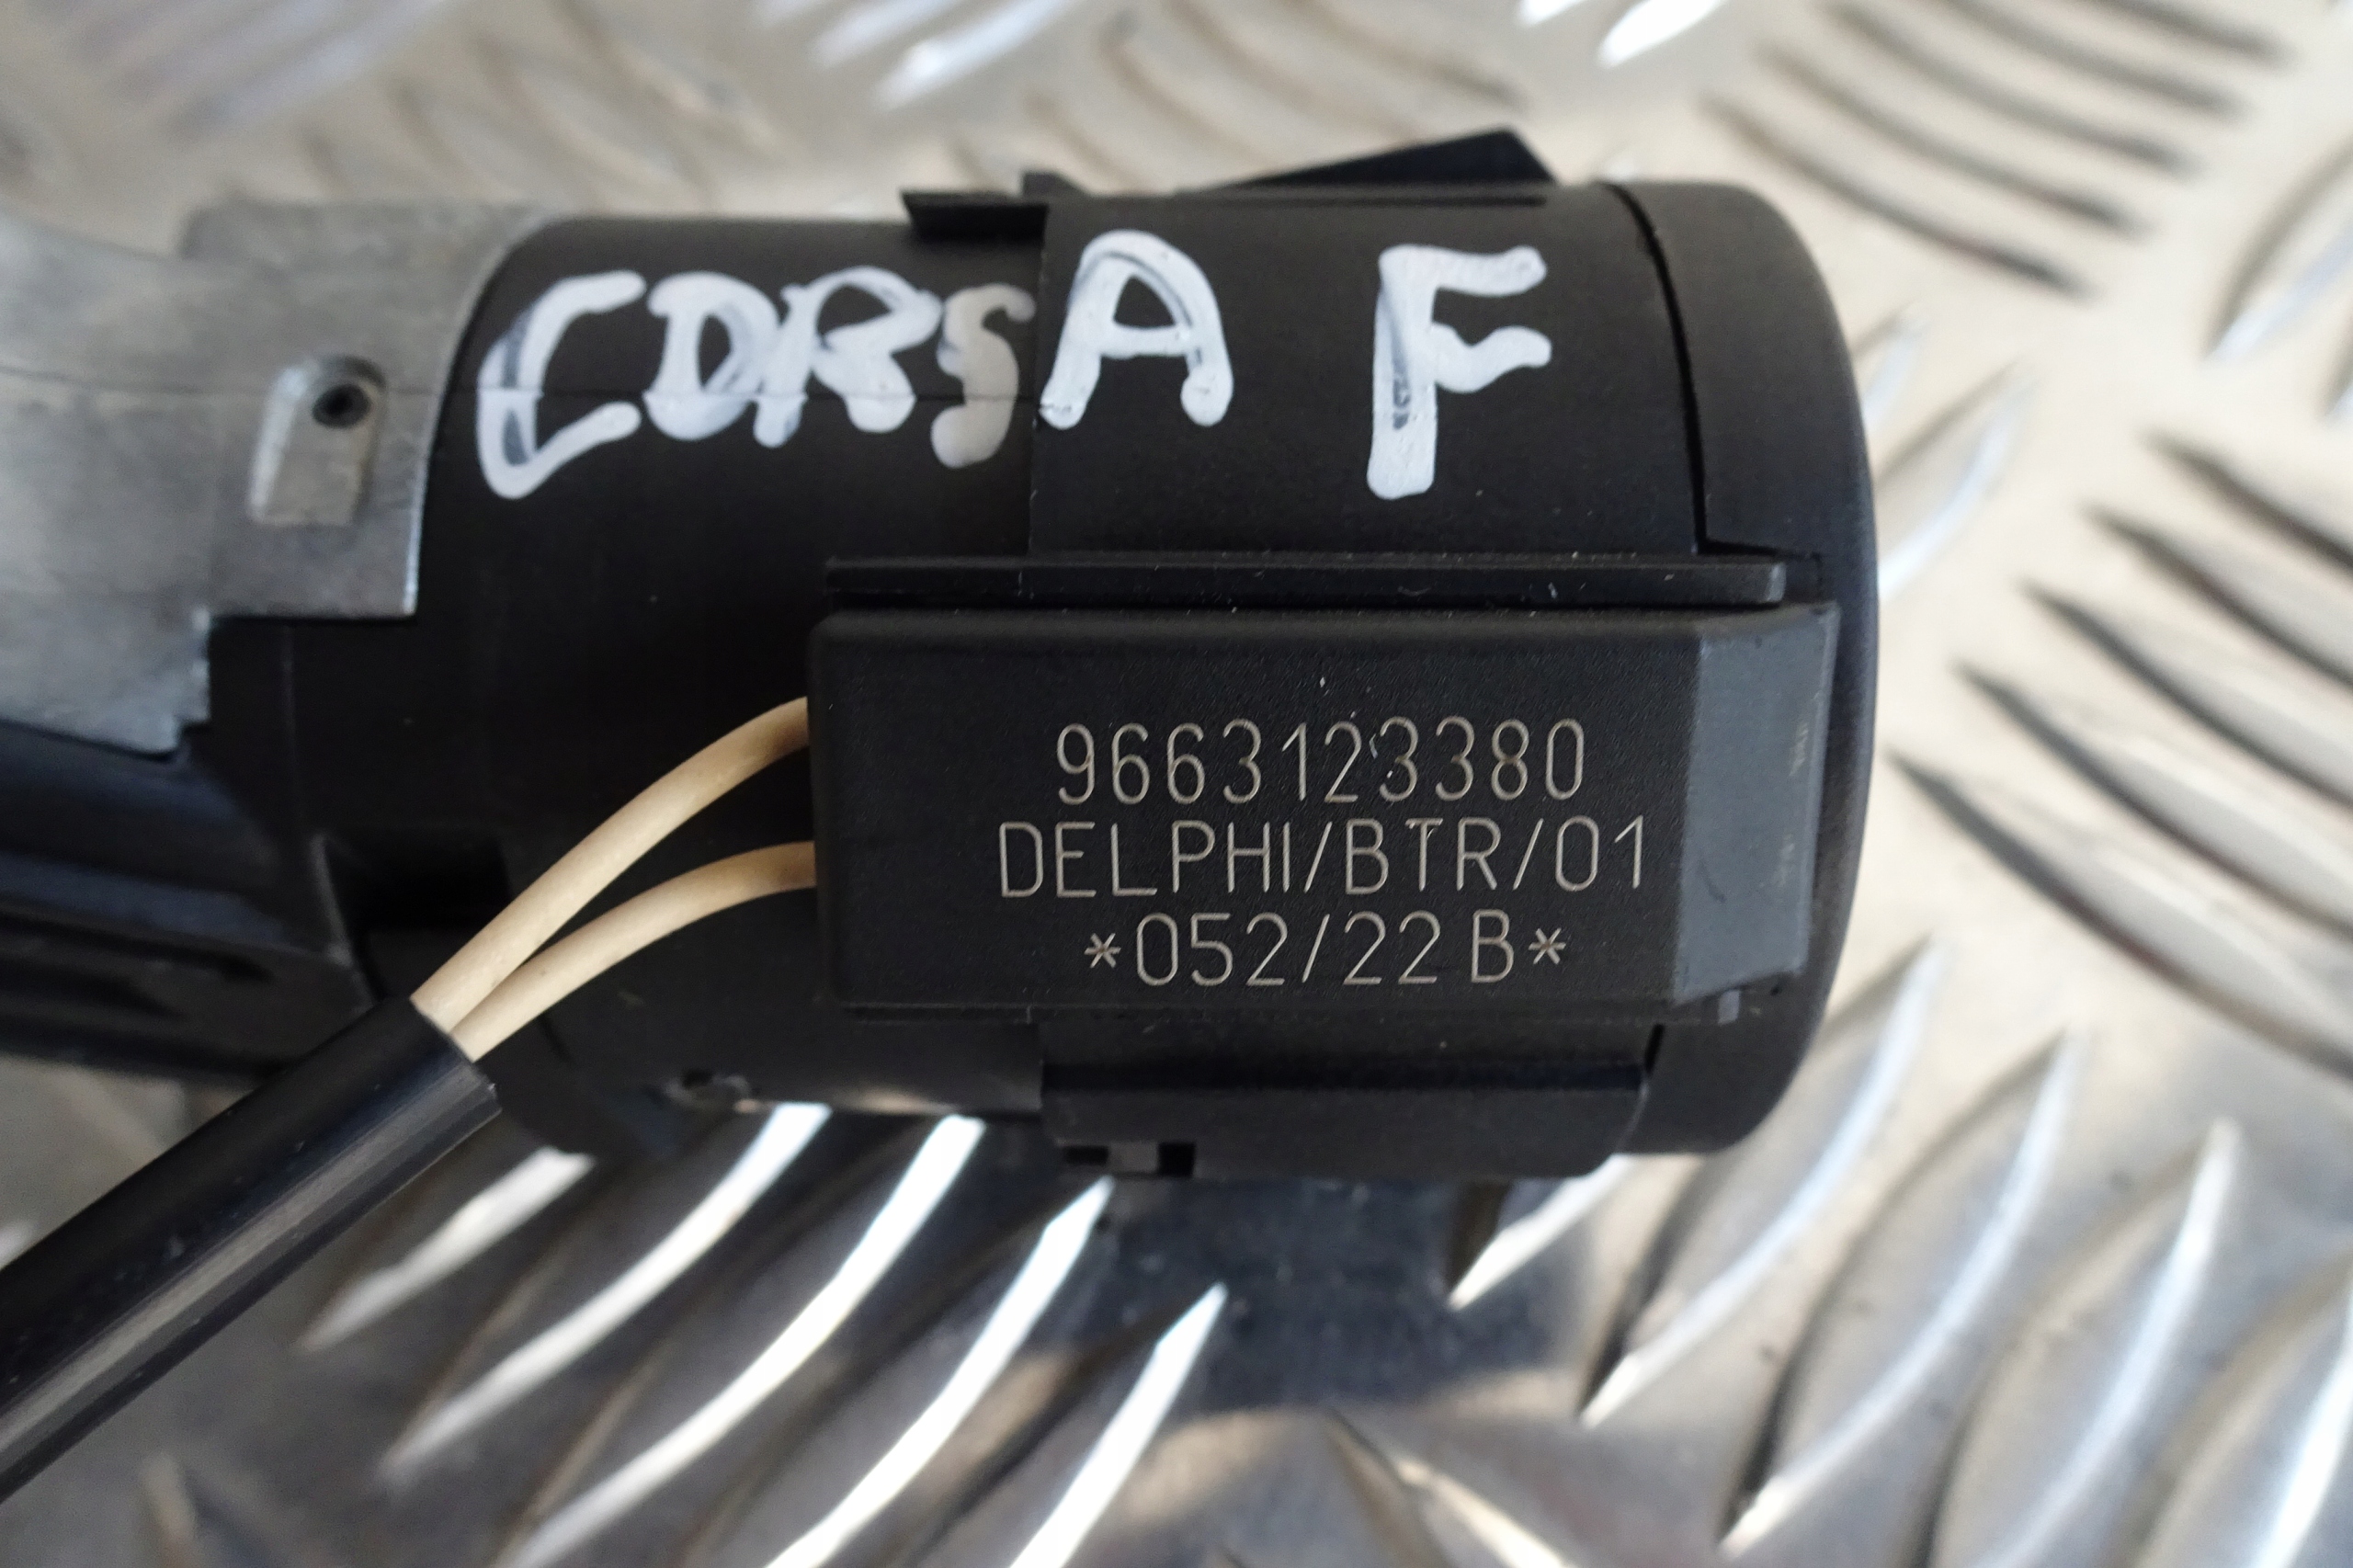 CORSA F
9663123380
DELPHI/BTR/01
*052/22 B*